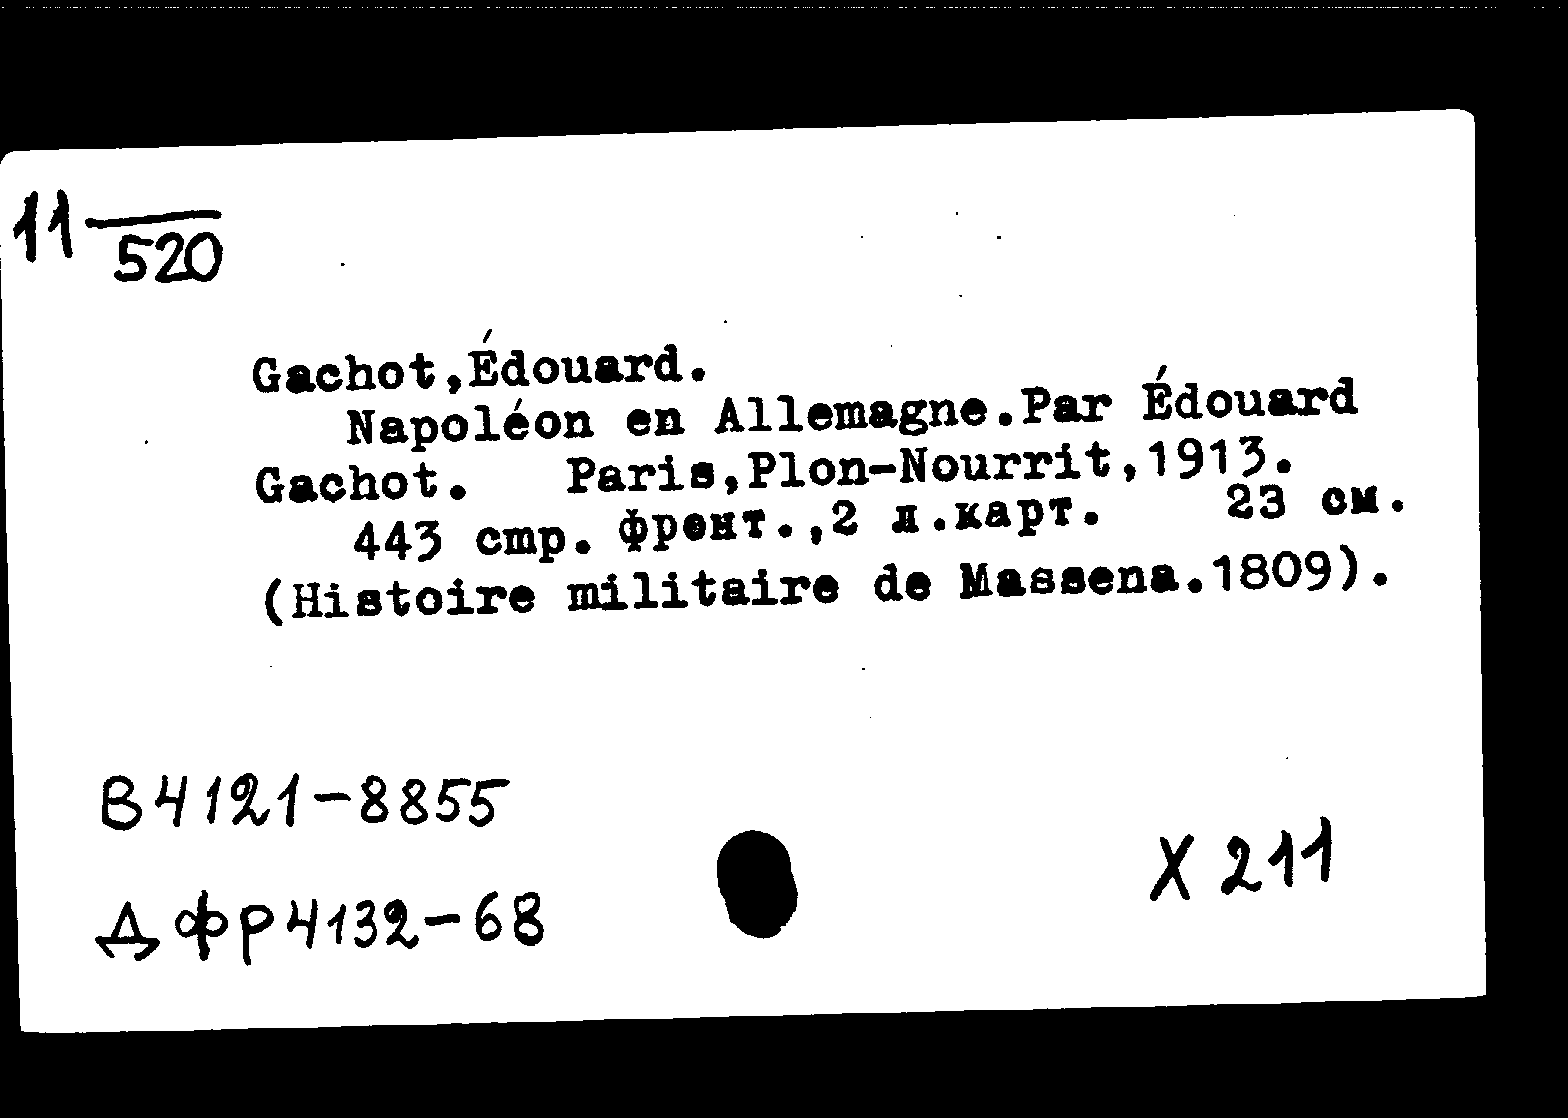 11 520
Gachot,Édouard.
Napoléon en Allemagne.Par Édouard
Gachot. Paris,Plon-Nourrit,1913.
443 стр. фронт.,2 л.карт. 23 см.
(Histoire militaire de Massena.1809).
В4121-8855
Х 211
Д фр4132-68